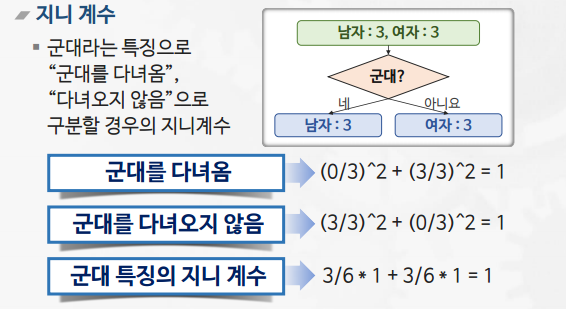 지니 계수
군대라는 특징으로
“군대를 다녀옴”,
“다녀오지 않음”으로
구분할 경우의 지니계수
남자 : 3, 여자 : 3
군대?
네
아니요
남자 : 3
여자 : 3
군대를 다녀옴
(0/3)^2 + (3/3)^2 = 1
군대를 다녀오지 않음
(3/3)^2 + (0/3)^2 = 1
군대 특징의 지니 계수
3/6 * 1 + 3/6 * 1 = 1